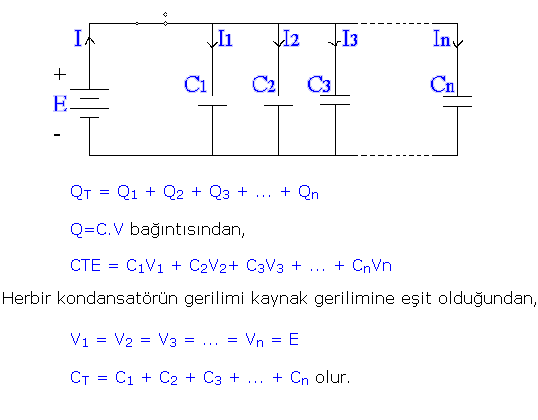 I I1 I2 I3 In
+
E C1 C2 C3 Cn
-
QT = Q1 + Q2 + Q3 + ... + Qn
Q=C.V bağıntısından,
CTE = C1V1 + C2V2+ C3V3 + ... + CnVn
Herbir kondansatörün gerilimi kaynak gerilimine eşit olduğundan,
V1 = V2 = V3 = ... = Vn = E
CT = C1 + C2 + C3 + ... + Cn olur.